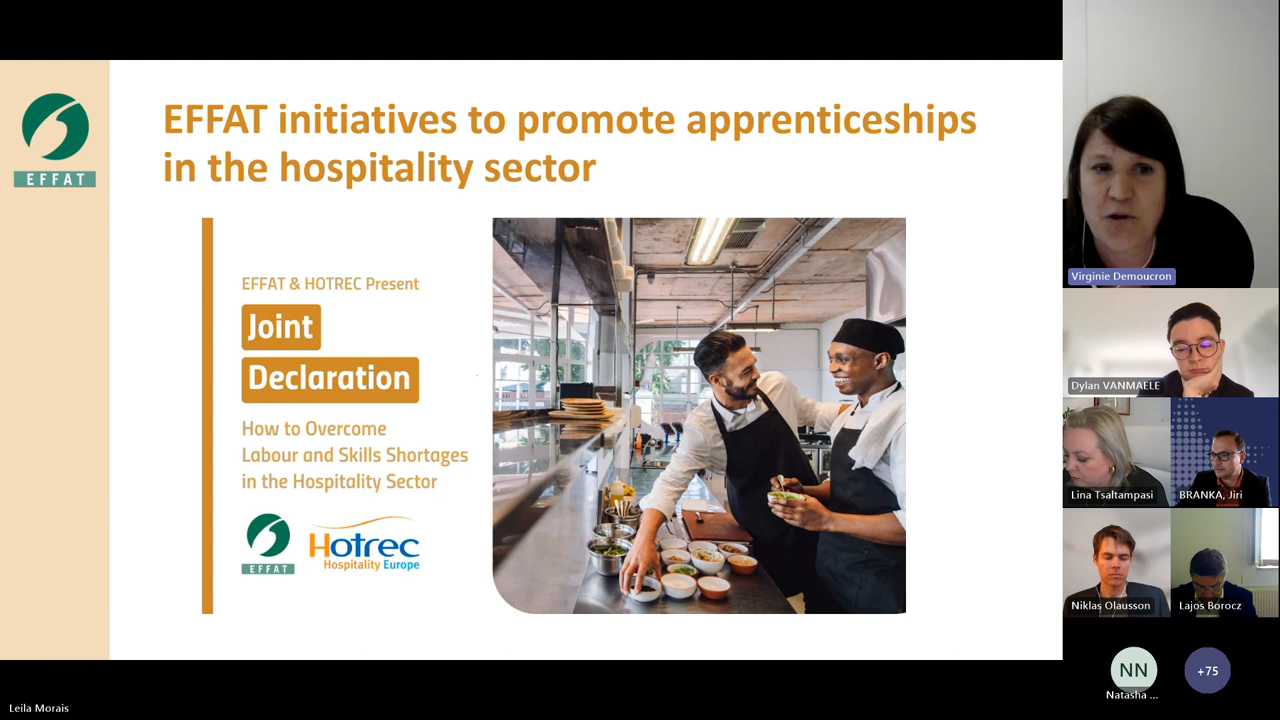 EFFAT
EFFAT initiatives to promote apprenticeships
in the hospitality sector
EFFAT & HOTREC Present
Joint
Declaration
How to Overcome
Labour and Skills Shortages
in the Hospitality Sector
EFFAT
Hotrec
Hospitality Europe
Virginie Demoucron
Dylan VANMAELE
Lina Tsaltampasi
BRANKA, Jiri
Niklas Olausson
Lajos Borocz
NN
+75
Natasha ...
Leila Morais